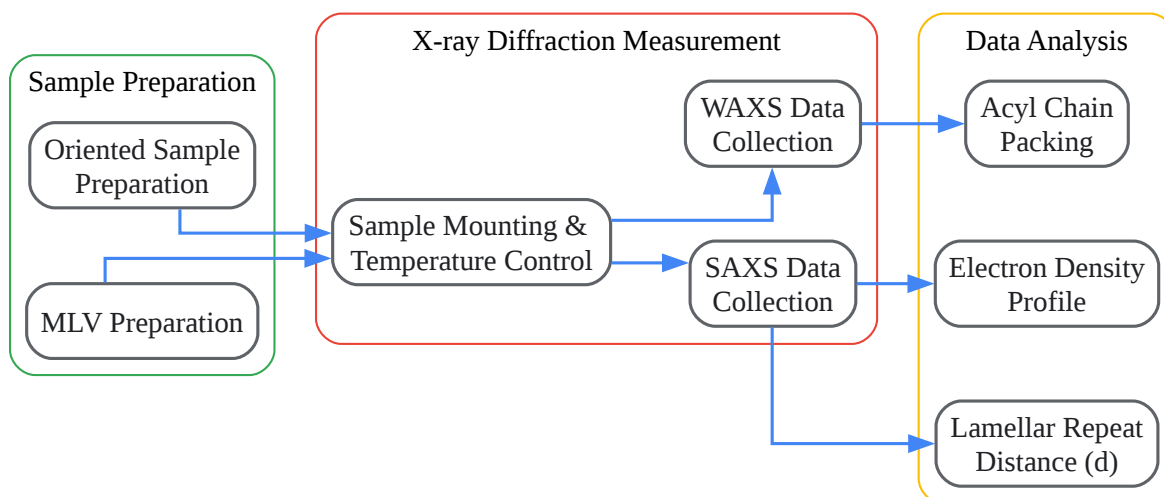 Sample Preparation
Oriented Sample
Preparation
MLV Preparation
X-ray Diffraction Measurement
Sample Mounting &
Temperature Control
WAXS Data
Collection
SAXS Data
Collection
Data Analysis
Acyl Chain
Packing
Electron Density
Profile
Lamellar Repeat
Distance (d)